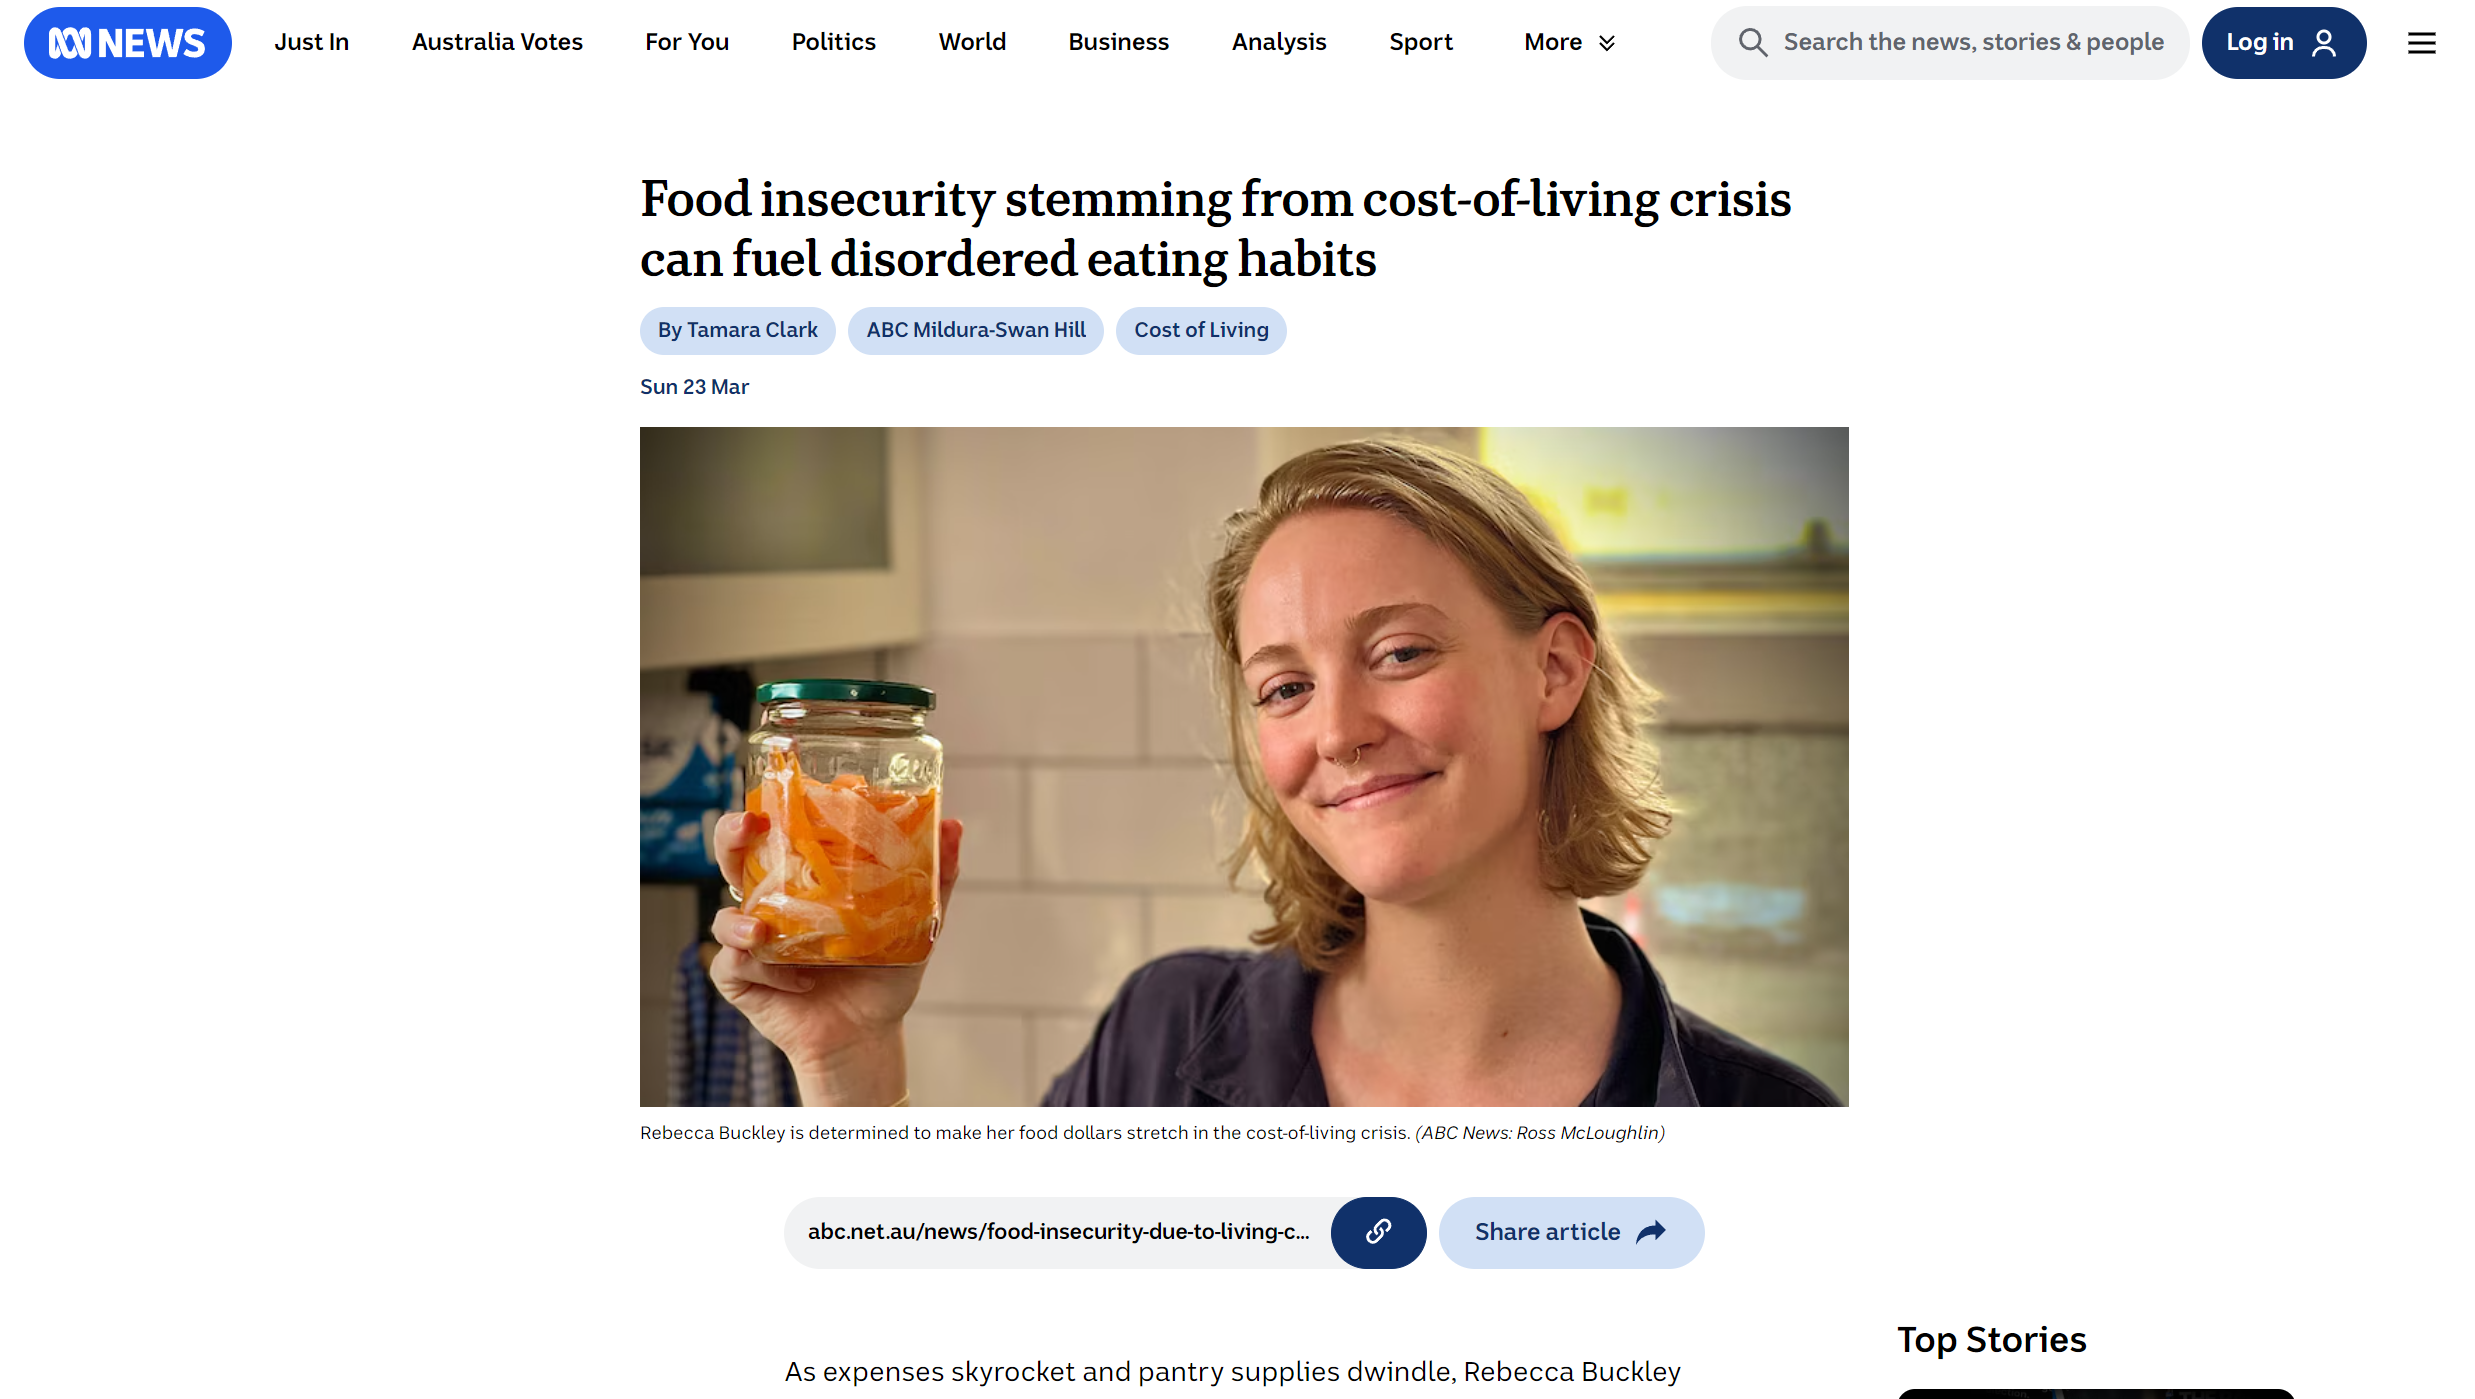 NEWS
Just In
Australia Votes
For You
Politics
World
Business
Analysis
Sport
More
Search the news, stories & people
Log in
Food insecurity stemming from cost-of-living crisis
can fuel disordered eating habits
By Tamara Clark
ABC Mildura-Swan Hill
Cost of Living
Sun 23 Mar
Rebecca Buckley is determined to make her food dollars stretch in the cost-of-living crisis. (ABC News: Ross McLoughlin)
abc.net.au/news/food-insecurity-due-to-living-c...
Share article
Top Stories
As expenses skyrocket and pantry supplies dwindle, Rebecca Buckley